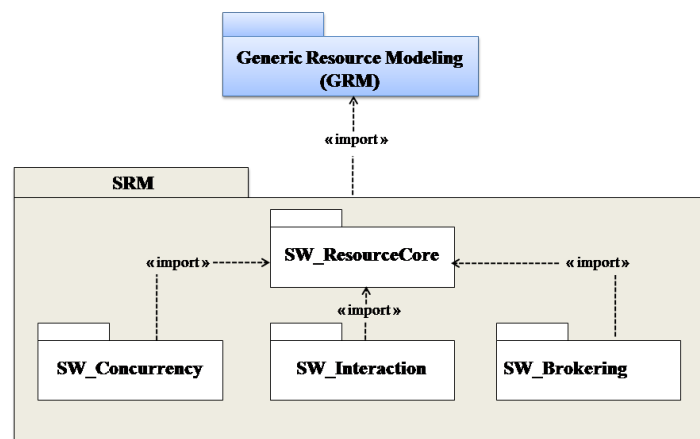 Generic Resource Modeling
(GRM)
« import »
SRM
SW_ResourceCore
« import »
« import »
« import »
SW_Concurrency
SW_Interaction
SW_Brokering